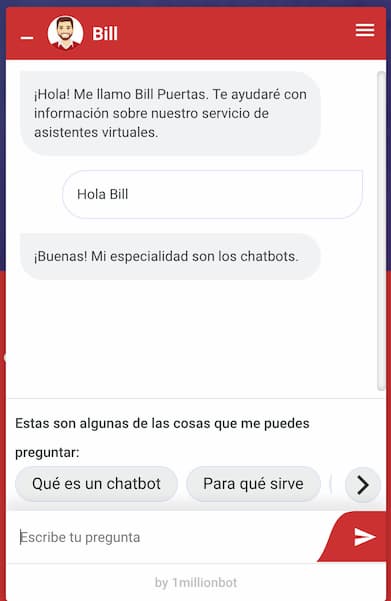 Bill
¡Hola! Me llamo Bill Puertas. Te ayudaré con
información sobre nuestro servicio de
asistentes virtuales.
Hola Bill
¡Buenas! Mi especialidad son los chatbots.
Estas son algunas de las cosas que me puedes
preguntar:
Qué es un chatbot
Para qué sirve
Escribe tu pregunta
by 1millionbot